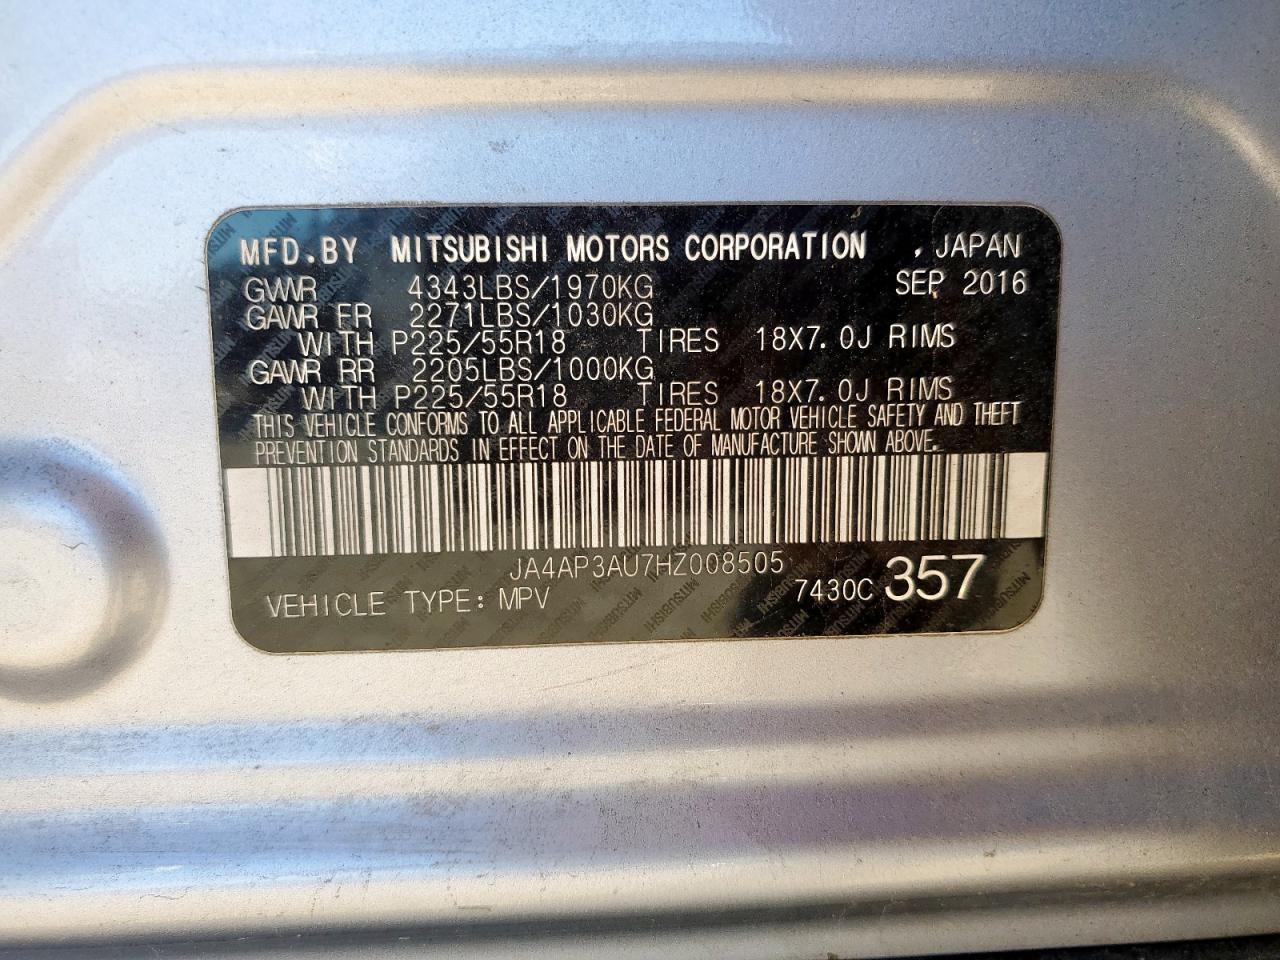 MFD.BY MITSUBISHI MOTORS CORPORATION , JAPAN
GVWR 4343LBS/1970KG SEP 2016
GAWR FR 2271LBS/1030KG
WITH P225/55R18 TIRES 18X7.0J RIMS
GAWR RR 2205LBS/1000KG
WITH P225/55R18 TIRES 18X7.0J RIMS
THIS VEHICLE CONFORMS TO ALL APPLICABLE FEDERAL MOTOR VEHICLE SAFETY AND THEFT
PREVENTION STANDARDS IN EFFECT ON THE DATE OF MANUFACTURE SHOWN ABOVE.
JA4AP3AU7HZ008505
VEHICLE TYPE: MPV 7430C 357